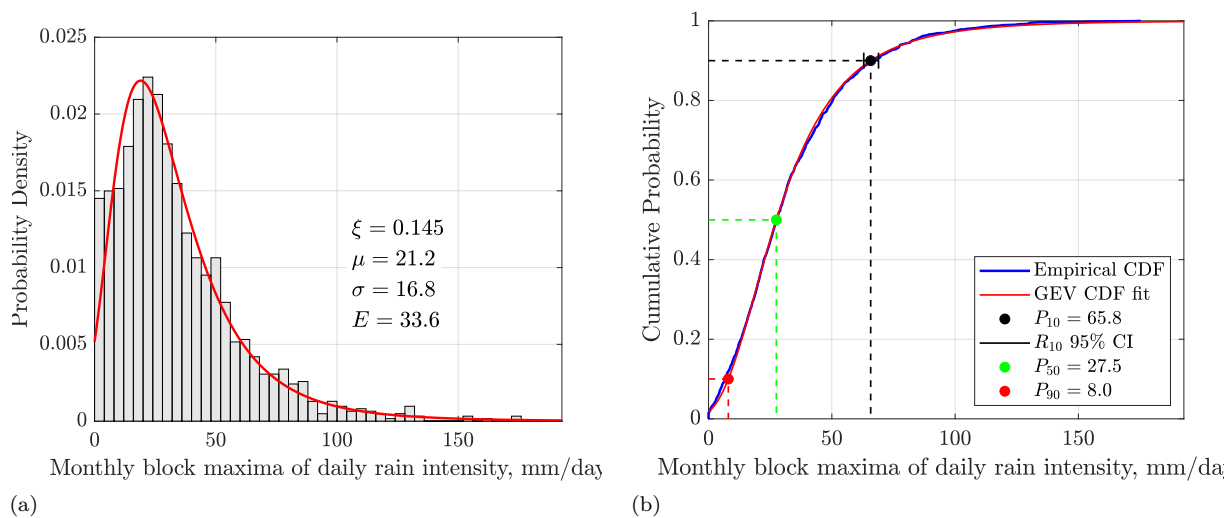 0.025
0.02
0.015
0.01
0.005
0
Probability Density
ξ = 0.145
μ = 21.2
σ = 16.8
E = 33.6
0 50 100 150
Monthly block maxima of daily rain intensity, mm/day
(a)
1
0.8
0.6
0.4
0.2
0
Cumulative Probability
Empirical CDF
GEV CDF fit
P₁₀ = 65.8
R₁₀ 95% CI
P₅₀ = 27.5
P₉₀ = 8.0
0 50 100 150
Monthly block maxima of daily rain intensity, mm/day
(b)